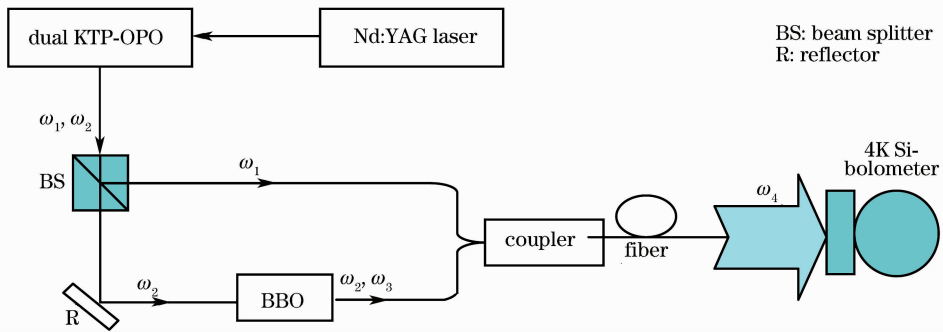 dual KTP-OPO
Nd:YAG laser
BS: beam splitter
R: reflector
ω₁, ω₂
BS
ω₁
4K Si-
bolometer
ω₄
coupler
fiber
ω₂
R
BBO
ω₂, ω₃